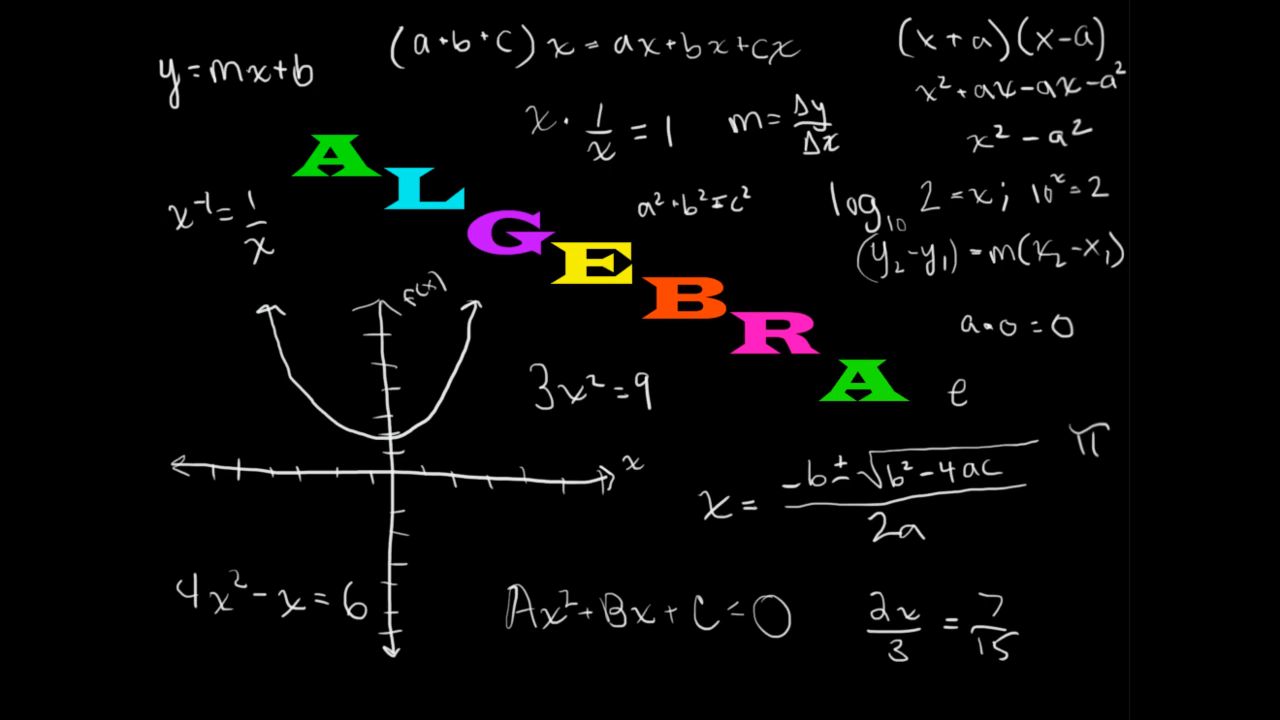 y = mx + b
(a + b + c) x = ax + bx + cx
(x + a)(x - a)
x² + ax - ax - a²
x² - a²
x · 1/x = 1
m = Δy/Δx
ALGEBRA
x⁻¹ = 1/x
a² + b² = c²
log₁₀ 2 = x; 10ˣ = 2
(y₂ - y₁) = m(x₂ - x₁)
f(x)
a · 0 = 0
3x² = 9
e
π
x
x = (-b ± √(b² - 4ac))/2a
4x² - x = 6
Ax² + Bx + C = 0
2x/3 = 7/15